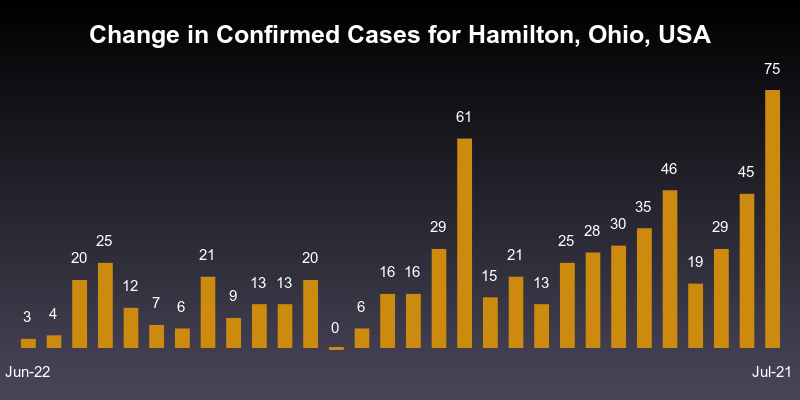 Change in Confirmed Cases for Hamilton, Ohio, USA
3 4 20 25 12 7 6 21 9 13 13 20 0 6 16 16 29 61 15 21 13 25 28 30 35 46 19 29 45 75
Jun-22 Jul-21